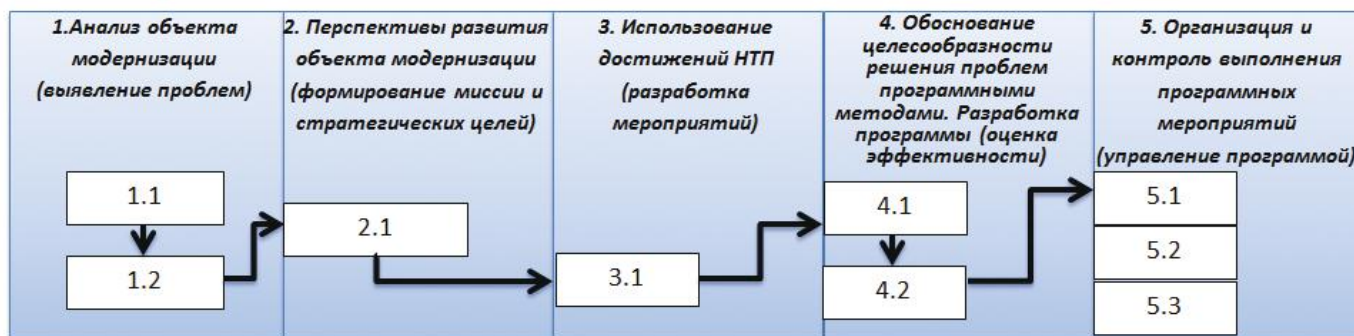 1.Анализ объекта
модернизации
(выявление проблем)
1.1
1.2
2. Перспективы развития
объекта модернизации
(формирование миссии и
стратегических целей)
2.1
3. Использование
достижений НТП
(разработка
мероприятий)
3.1
4. Обоснование
целесообразности
решения проблем
программными
методами. Разработка
программы (оценка
эффективности)
4.1
4.2
5. Организация и
контроль выполнения
программных
мероприятий
(управление программой)
5.1
5.2
5.3